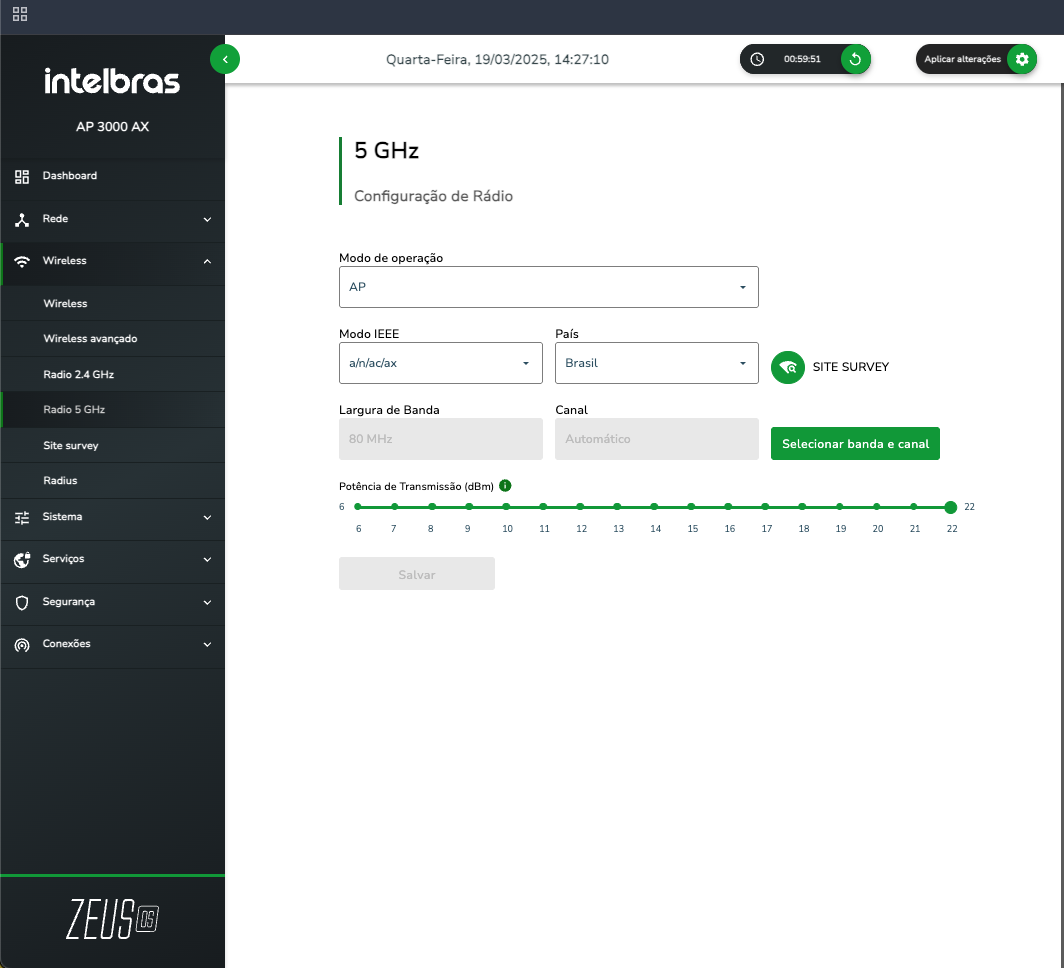 Quarta-Feira, 19/03/2025, 14:27:10
00:59:51
Aplicar alterações
intelbras
AP 3000 AX
Dashboard
Rede
Wireless
Wireless
Wireless avançado
Radio 2.4 GHz
Radio 5 GHz
Site survey
Radius
Sistema
Serviços
Segurança
Conexões
ZEUS OS
5 GHz
Configuração de Rádio
Modo de operação
AP
Modo IEEE País
a/n/ac/ax Brasil SITE SURVEY
Largura de Banda Canal
80 MHz Automático Selecionar banda e canal
Potência de Transmissão (dBm)
6 22
6 7 8 9 10 11 12 13 14 15 16 17 18 19 20 21 22
Salvar